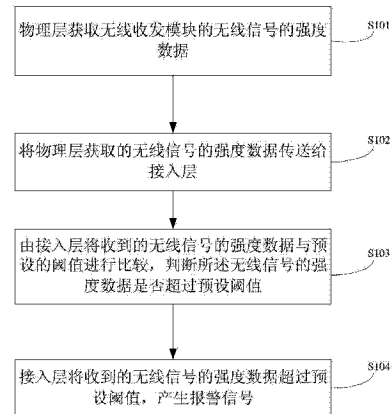 物理层获取无线收发模块的无线信号的强度
数据
S101
将物理层获取的无线信号的强度数据传送给
接入层
S102
由接入层将收到的无线信号的强度数据与预
设的阈值进行比较，判断所述无线信号的强
度数据是否超过预设阈值
S103
接入层将收到的无线信号的强度数据超过预
设阈值，产生报警信号
S104